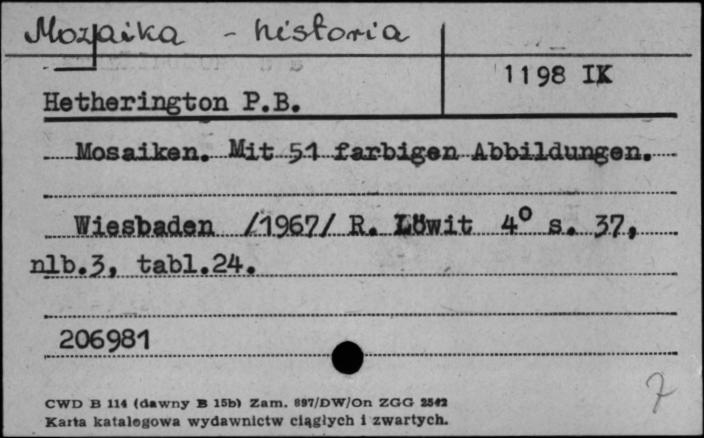 Mozaika - historia
1198 IK
Hetherington P.B.
Mosaiken. Mit 51 farbigen Abbildungen.
Wiesbaden /1967/ R. Löwit 4° s. 37,
nlb.3, tabl.24.
206981
7
CWD B 114 (dawny B 15b) Zam. 897/DW/On ZGG 2542
Karta katalogowa wydawnictw ciągłych i zwartych.